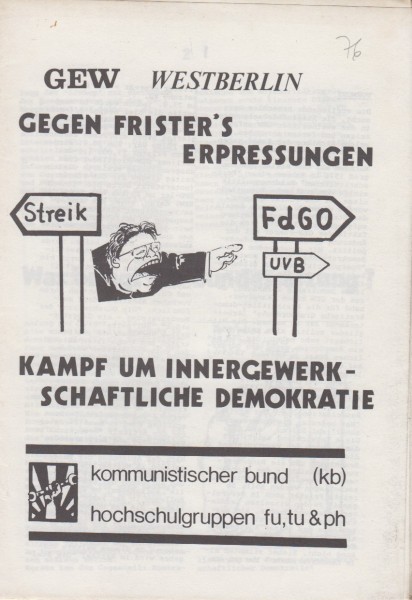 76
GEW WESTBERLIN
GEGEN FRISTER'S
ERPRESSUNGEN
Streik
FdGO
UVB
KAMPF UM INNERGEWERK-
SCHAFTLICHE DEMOKRATIE
kommunistischer bund (kb)
hochschulgruppen fu, tu & ph